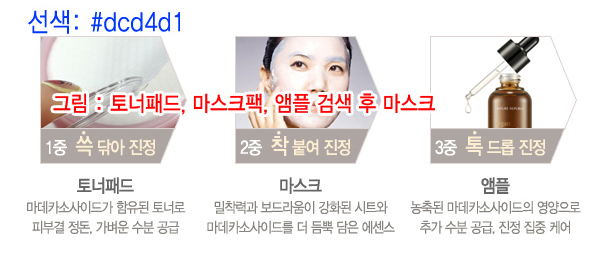 선색: #dcd4d1
그림 : 토너패드, 마스크팩, 앰플 검색 후 마스크
1중 쓱 닦아 진정
2중 착 붙여 진정
3중 톡 드롭 진정
토너패드
마데카소사이드가 함유된 토너로
피부결 정돈, 가벼운 수분 공급
마스크
밀착력과 보드라움이 강화된 시트와
마데카소사이드를 더 듬뿍 담은 에센스
앰플
농축된 마데카소사이드의 영양으로
추가 수분 공급, 진정 집중 케어